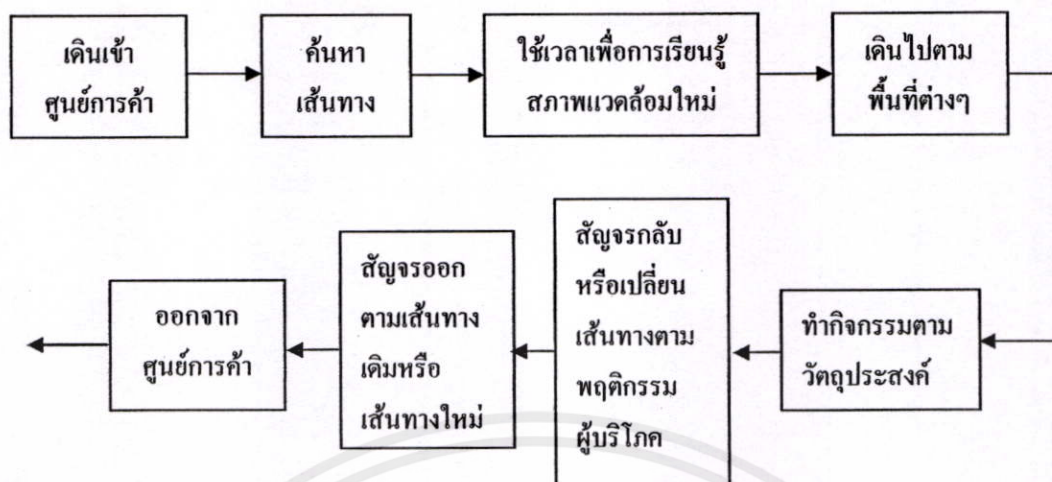 เดินเข้า
ศูนย์การค้า
ค้นหา
เส้นทาง
ใช้เวลาเพื่อการเรียนรู้
สภาพแวดล้อมใหม่
เดินไปตาม
พื้นที่ต่างๆ
ทำกิจกรรมตาม
วัตถุประสงค์
สัญจรกลับ
หรือเปลี่ยน
เส้นทางตาม
พฤติกรรม
ผู้บริโภค
สัญจรออก
ตามเส้นทาง
เดิมหรือ
เส้นทางใหม่
ออกจาก
ศูนย์การค้า